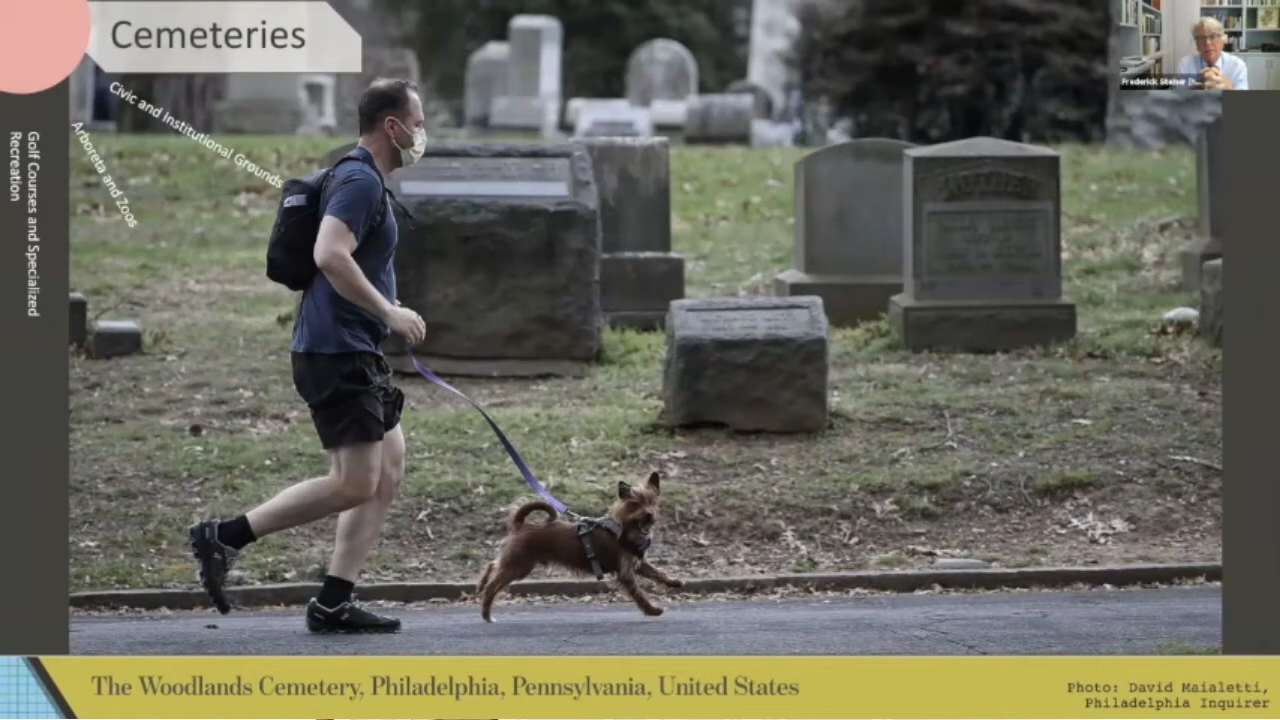 Cemeteries
Civic and Institutional Grounds
Arboreta and Zoos
Golf Courses and Specialized
Recreation
Frederick Steiner
MOTHER
The Woodlands Cemetery, Philadelphia, Pennsylvania, United States
Photo: David Maialetti,
Philadelphia Inquirer